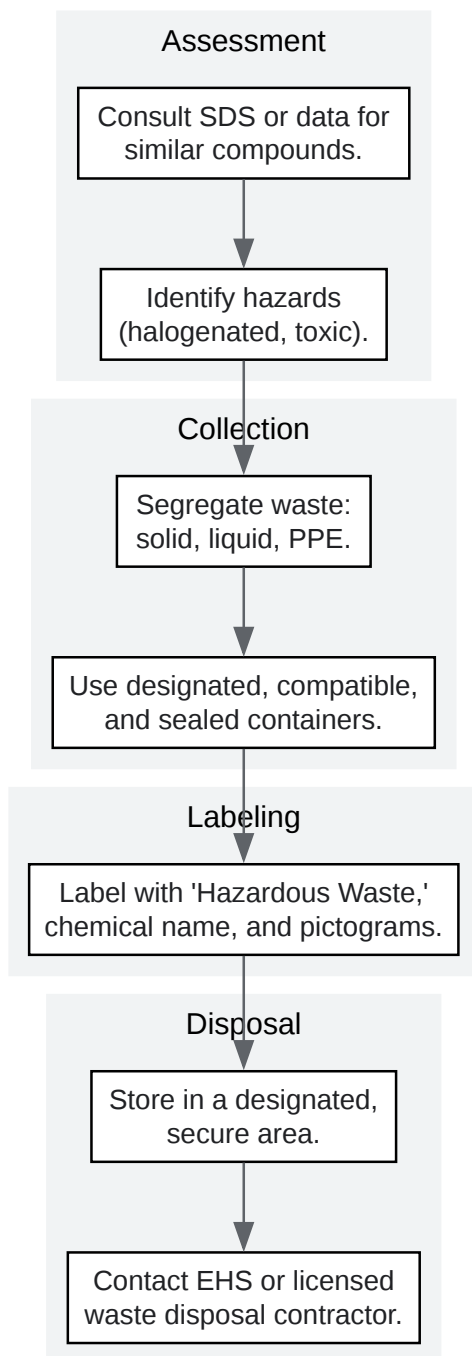 Assessment
Consult SDS or data for
similar compounds.
Identify hazards
(halogenated, toxic).
Collection
Segregate waste:
solid, liquid, PPE.
Use designated, compatible,
and sealed containers.
Labeling
Label with 'Hazardous Waste,'
chemical name, and pictograms.
Disposal
Store in a designated,
secure area.
Contact EHS or licensed
waste disposal contractor.